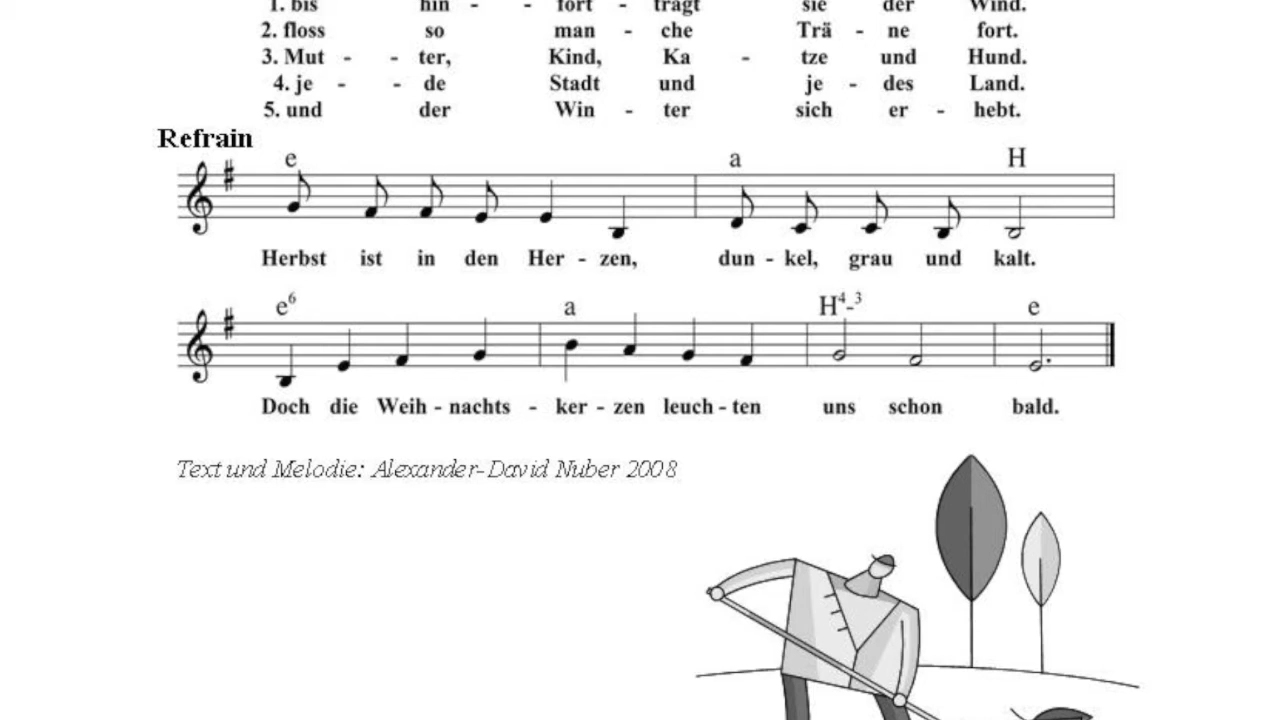 1. bis hin - - fort - trägt sie der Wind.
2. floss so man - che Trä - ne fort.
3. Mut - - ter, Kind, Ka - tze und Hund.
4. je - - de Stadt und je - des Land.
5. und der Win - ter sich er - hebt.
Refrain
e a H
Herbst ist in den Her - zen, dun - kel, grau und kalt.
e6 a H4-3 e
Doch die Weih - nachts - ker - zen leuch - ten uns schon bald.
Text und Melodie: Alexander-David Nuber 2008